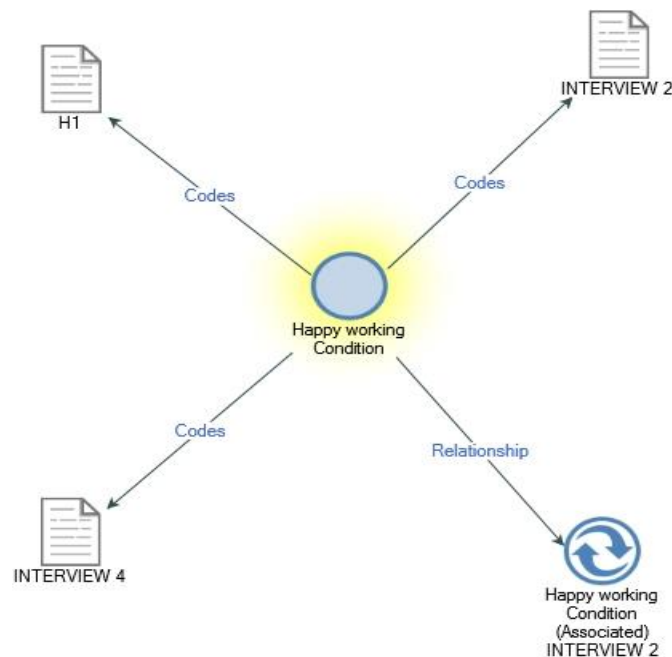 INTERVIEW 2
H1
Codes
Codes
Happy working
Condition
Codes
Relationship
INTERVIEW 4
Happy working
Condition
(Associated)
INTERVIEW 2